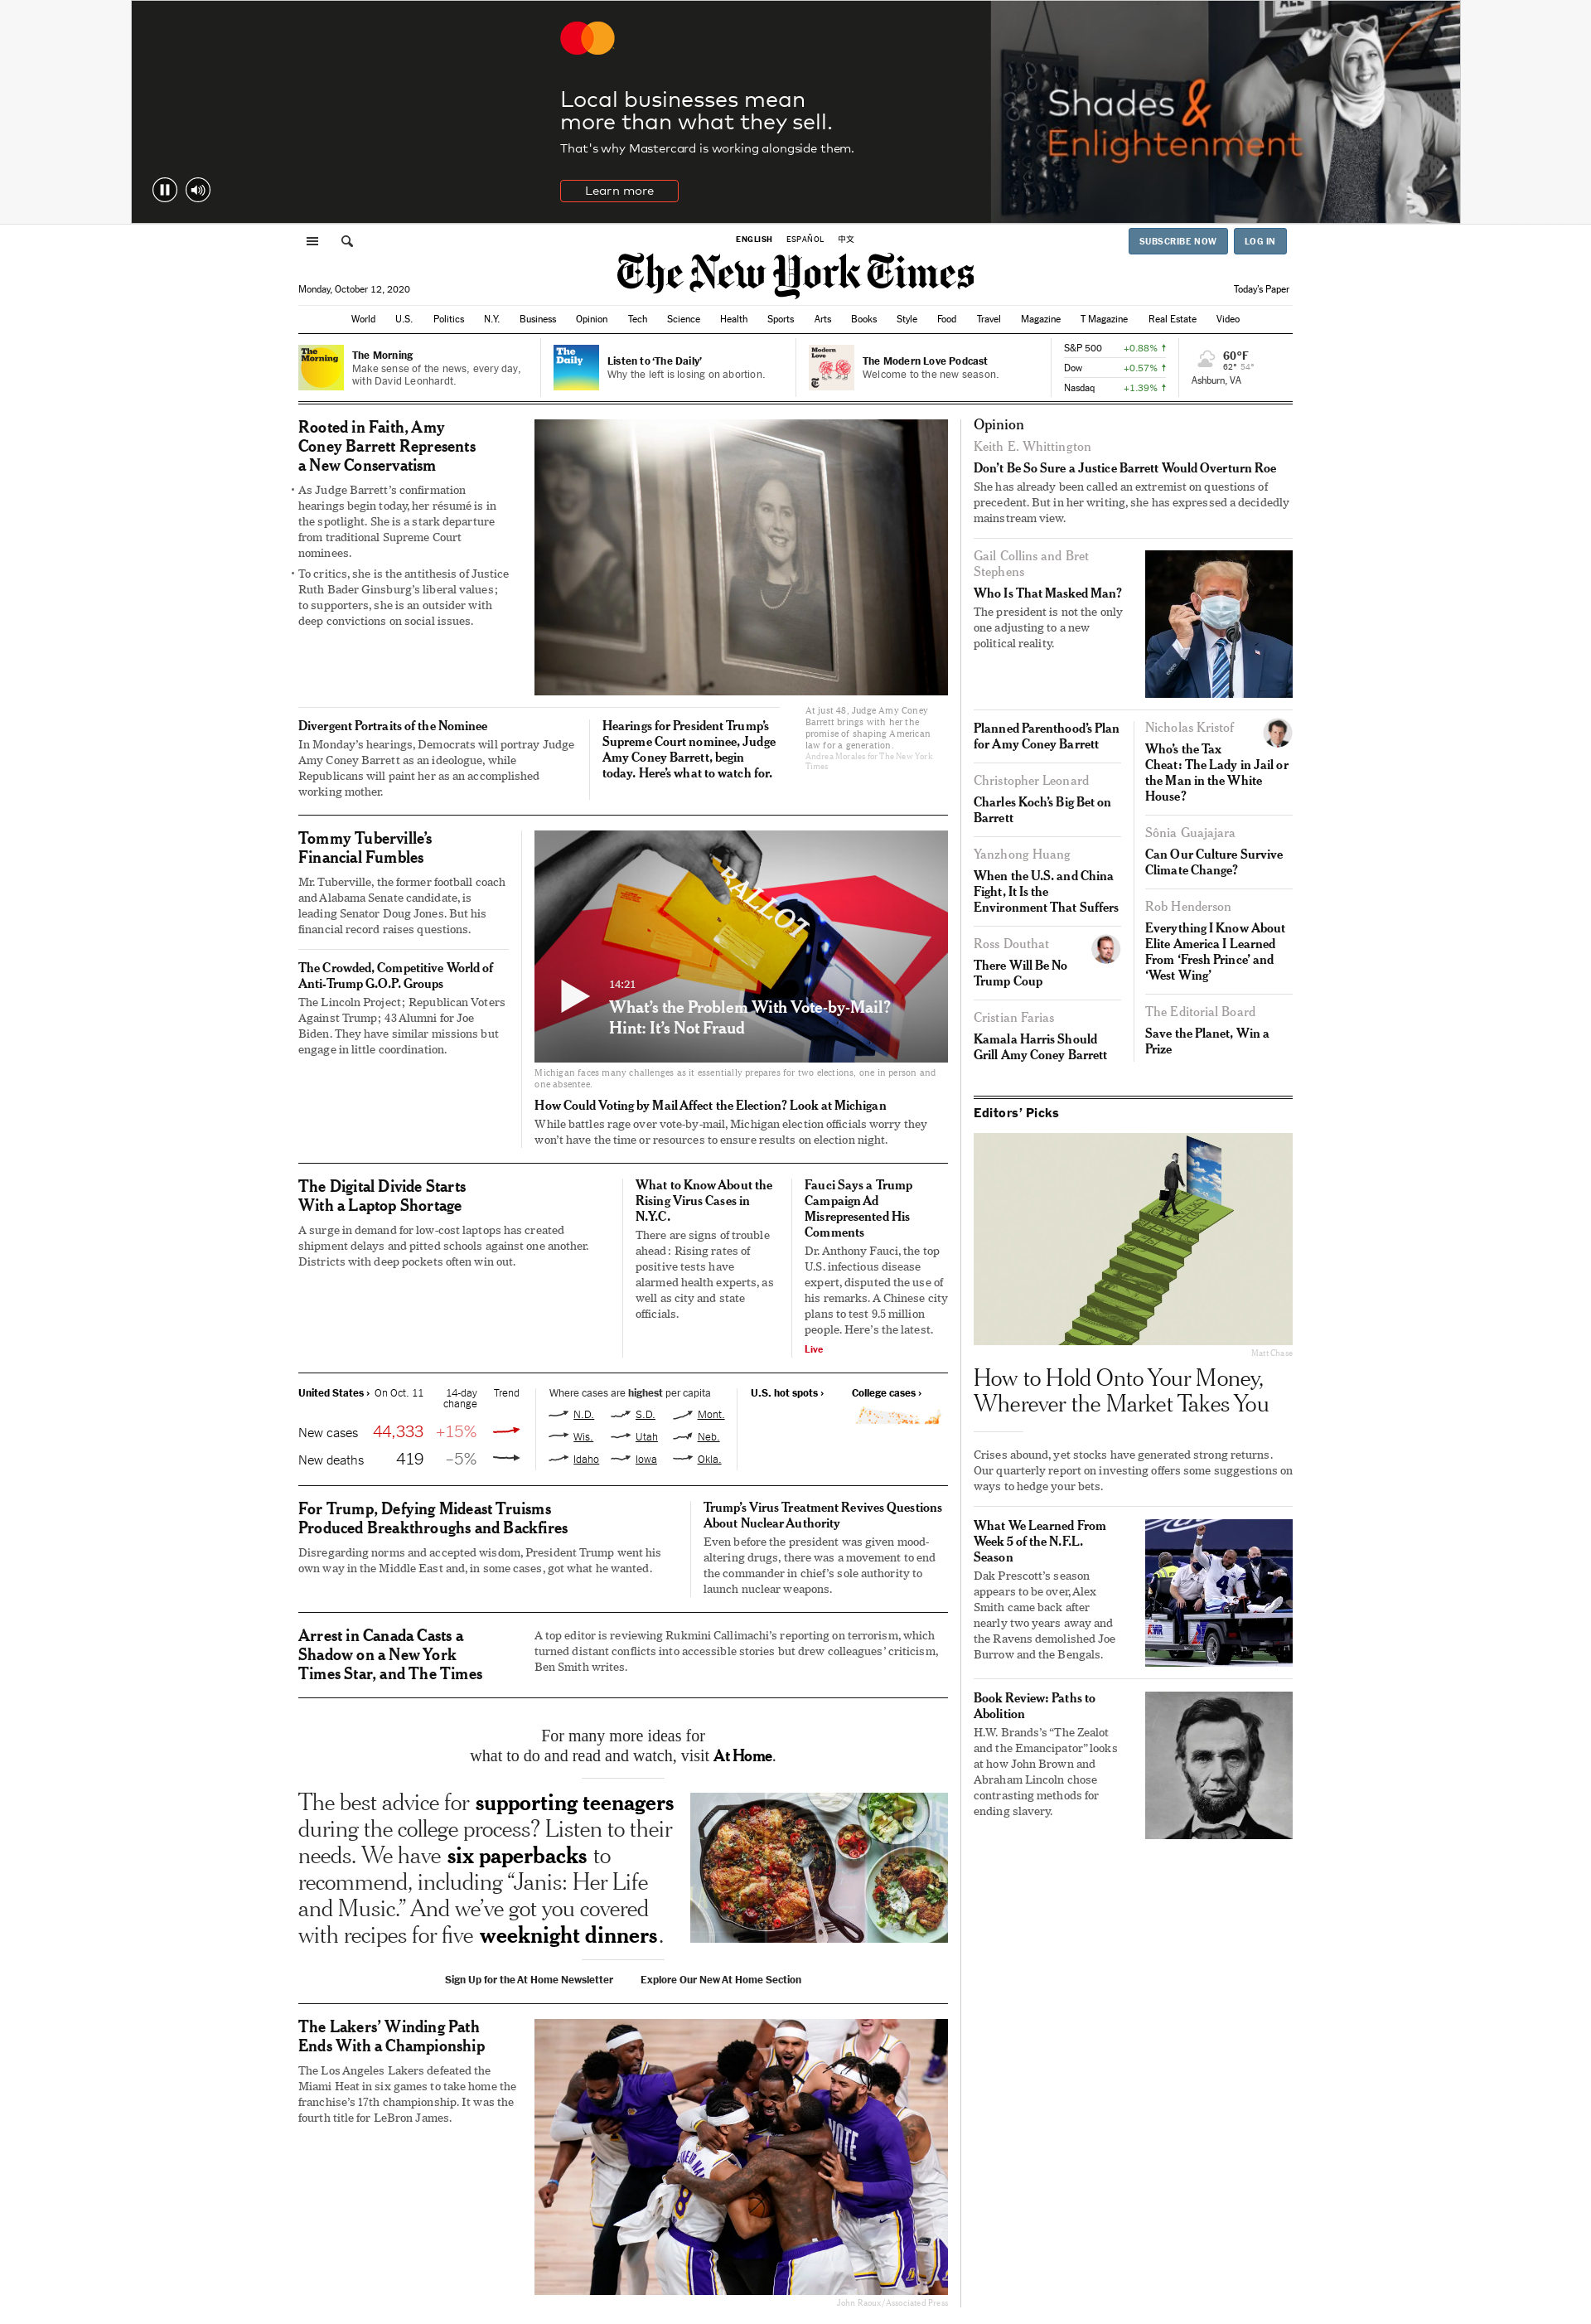 Local businesses mean
more than what they sell.
That's why Mastercard is working alongside them.
Learn more
Shades &
Enlightenment
ENGLISH ESPAÑOL 中文
SUBSCRIBE NOW LOG IN
The New York Times
Monday, October 12, 2020
Today's Paper
World U.S. Politics N.Y. Business Opinion Tech Science Health Sports Arts Books Style Food Travel Magazine T Magazine Real Estate Video
The Morning
The Morning
Make sense of the news, every day,
with David Leonhardt.
The Daily
Listen to ‘The Daily’
Why the left is losing on abortion.
Modern Love
The Modern Love Podcast
Welcome to the new season.
S&P 500 +0.88% ↑
Dow +0.57% ↑
Nasdaq +1.39% ↑
60°F
62° 54°
Ashburn, VA
Rooted in Faith, Amy
Coney Barrett Represents
a New Conservatism
• As Judge Barrett’s confirmation
hearings begin today, her résumé is in
the spotlight. She is a stark departure
from traditional Supreme Court
nominees.
• To critics, she is the antithesis of Justice
Ruth Bader Ginsburg’s liberal values;
to supporters, she is an outsider with
deep convictions on social issues.
At just 48, Judge Amy Coney
Barrett brings with her the
promise of shaping American
law for a generation.
Andrea Morales for The New York
Times
Divergent Portraits of the Nominee
In Monday’s hearings, Democrats will portray Judge
Amy Coney Barrett as an ideologue, while
Republicans will paint her as an accomplished
working mother.
Hearings for President Trump’s
Supreme Court nominee, Judge
Amy Coney Barrett, begin
today. Here’s what to watch for.
Tommy Tuberville’s
Financial Fumbles
Mr. Tuberville, the former football coach
and Alabama Senate candidate, is
leading Senator Doug Jones. But his
financial record raises questions.
The Crowded, Competitive World of
Anti-Trump G.O.P. Groups
The Lincoln Project; Republican Voters
Against Trump; 43 Alumni for Joe
Biden. They have similar missions but
engage in little coordination.
BALLOT
14:21
What’s the Problem With Vote-by-Mail?
Hint: It’s Not Fraud
Michigan faces many challenges as it essentially prepares for two elections, one in person and
one absentee.
How Could Voting by Mail Affect the Election? Look at Michigan
While battles rage over vote-by-mail, Michigan election officials worry they
won’t have the time or resources to ensure results on election night.
The Digital Divide Starts
With a Laptop Shortage
A surge in demand for low-cost laptops has created
shipment delays and pitted schools against one another.
Districts with deep pockets often win out.
What to Know About the
Rising Virus Cases in
N.Y.C.
There are signs of trouble
ahead: Rising rates of
positive tests have
alarmed health experts, as
well as city and state
officials.
Fauci Says a Trump
Campaign Ad
Misrepresented His
Comments
Dr. Anthony Fauci, the top
U.S. infectious disease
expert, disputed the use of
his remarks. A Chinese city
plans to test 9.5 million
people. Here’s the latest.
Live
United States › On Oct. 11 14-day
change Trend
New cases 44,333 +15%
New deaths 419 –5%
Where cases are highest per capita
N.D. S.D. Mont.
Wis. Utah Neb.
Idaho Iowa Okla.
U.S. hot spots › College cases ›
For Trump, Defying Mideast Truisms
Produced Breakthroughs and Backfires
Disregarding norms and accepted wisdom, President Trump went his
own way in the Middle East and, in some cases, got what he wanted.
Trump’s Virus Treatment Revives Questions
About Nuclear Authority
Even before the president was given mood-
altering drugs, there was a movement to end
the commander in chief’s sole authority to
launch nuclear weapons.
Arrest in Canada Casts a
Shadow on a New York
Times Star, and The Times
A top editor is reviewing Rukmini Callimachi’s reporting on terrorism, which
turned distant conflicts into accessible stories but drew colleagues’ criticism,
Ben Smith writes.
For many more ideas for
what to do and read and watch, visit At Home.
The best advice for supporting teenagers
during the college process? Listen to their
needs. We have six paperbacks to
recommend, including “Janis: Her Life
and Music.” And we’ve got you covered
with recipes for five weeknight dinners.
Sign Up for the At Home Newsletter Explore Our New At Home Section
The Lakers’ Winding Path
Ends With a Championship
The Los Angeles Lakers defeated the
Miami Heat in six games to take home the
franchise’s 17th championship. It was the
fourth title for LeBron James.
VOTE
John Raoux/Associated Press
Opinion
Keith E. Whittington
Don’t Be So Sure a Justice Barrett Would Overturn Roe
She has already been called an extremist on questions of
precedent. But in her writing, she has expressed a decidedly
mainstream view.
Gail Collins and Bret
Stephens
Who Is That Masked Man?
The president is not the only
one adjusting to a new
political reality.
Planned Parenthood’s Plan
for Amy Coney Barrett
Christopher Leonard
Charles Koch’s Big Bet on
Barrett
Yanzhong Huang
When the U.S. and China
Fight, It Is the
Environment That Suffers
Ross Douthat
There Will Be No
Trump Coup
Cristian Farias
Kamala Harris Should
Grill Amy Coney Barrett
Nicholas Kristof
Who’s the Tax
Cheat: The Lady in Jail or
the Man in the White
House?
Sônia Guajajara
Can Our Culture Survive
Climate Change?
Rob Henderson
Everything I Know About
Elite America I Learned
From ‘Fresh Prince’ and
‘West Wing’
The Editorial Board
Save the Planet, Win a
Prize
Editors’ Picks
Matt Chase
How to Hold Onto Your Money,
Wherever the Market Takes You
Crises abound, yet stocks have generated strong returns.
Our quarterly report on investing offers some suggestions on
ways to hedge your bets.
What We Learned From
Week 5 of the N.F.L.
Season
Dak Prescott’s season
appears to be over, Alex
Smith came back after
nearly two years away and
the Ravens demolished Joe
Burrow and the Bengals.
4
Book Review: Paths to
Abolition
H.W. Brands’s “The Zealot
and the Emancipator” looks
at how John Brown and
Abraham Lincoln chose
contrasting methods for
ending slavery.